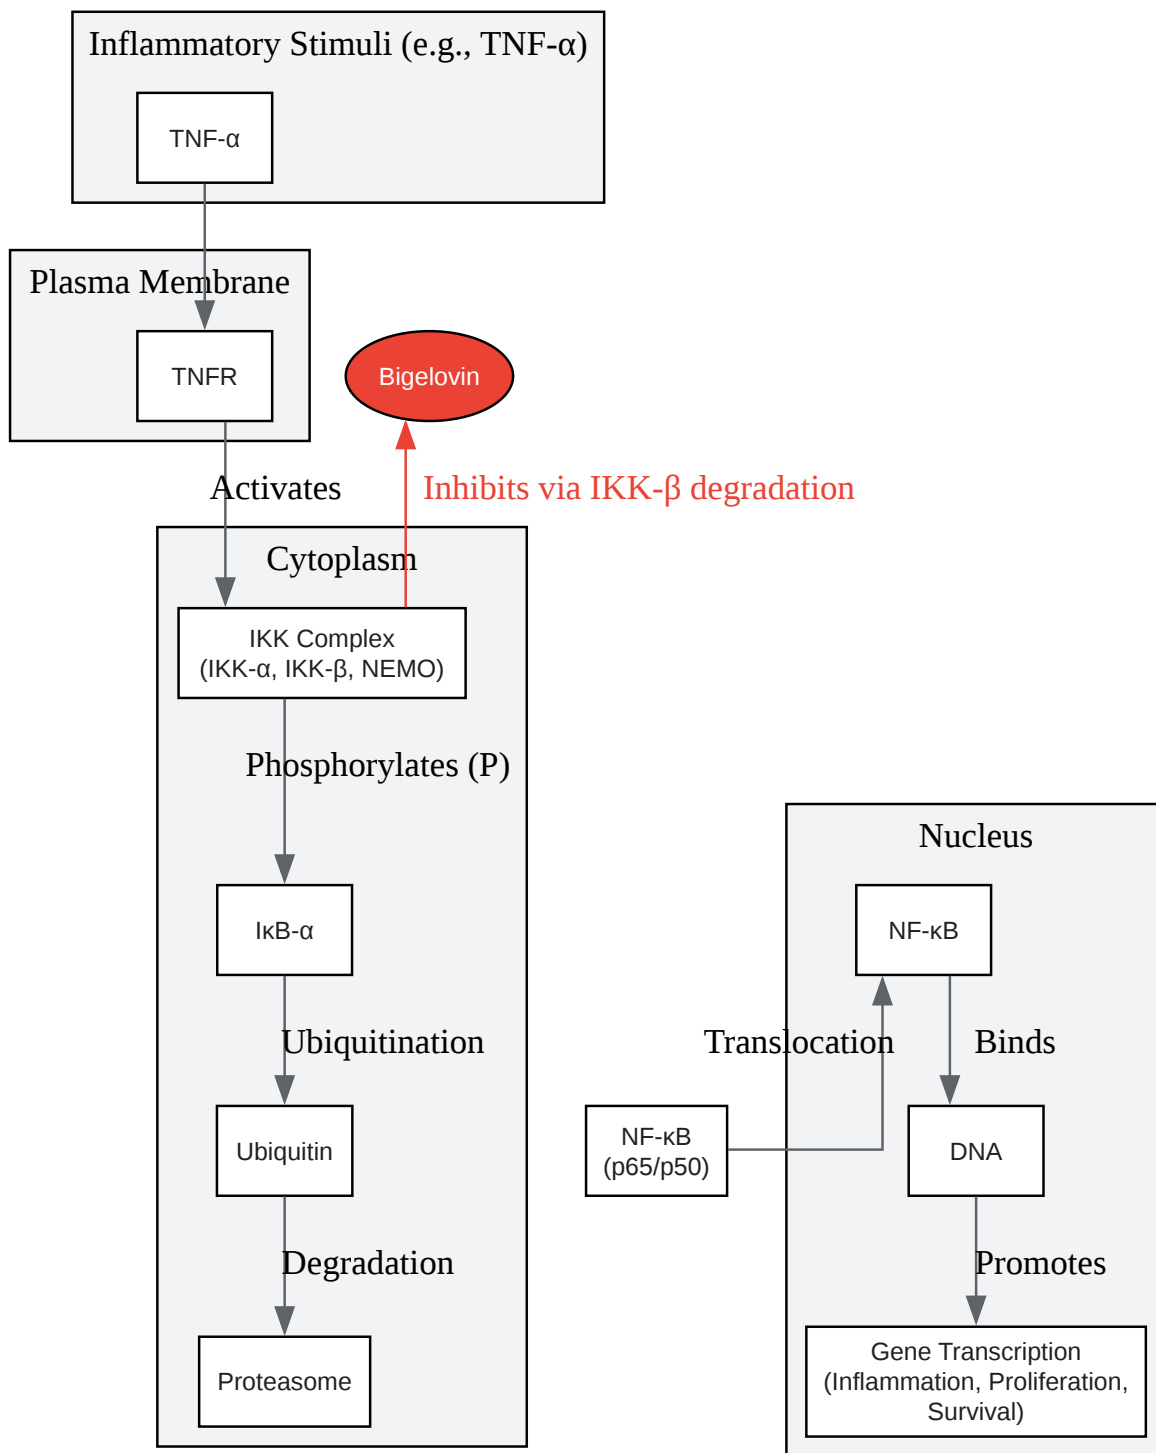 Inflammatory Stimuli (e.g., TNF-α)
TNF-α
Plasma Membrane
TNFR
Bigelovin
Activates
Inhibits via IKK-β degradation
Cytoplasm
IKK Complex
(IKK-α, IKK-β, NEMO)
Phosphorylates (P)
IκB-α
Ubiquitination
Ubiquitin
Degradation
Proteasome
Nucleus
NF-κB
Translocation
Binds
NF-κB
(p65/p50)
DNA
Promotes
Gene Transcription
(Inflammation, Proliferation,
Survival)